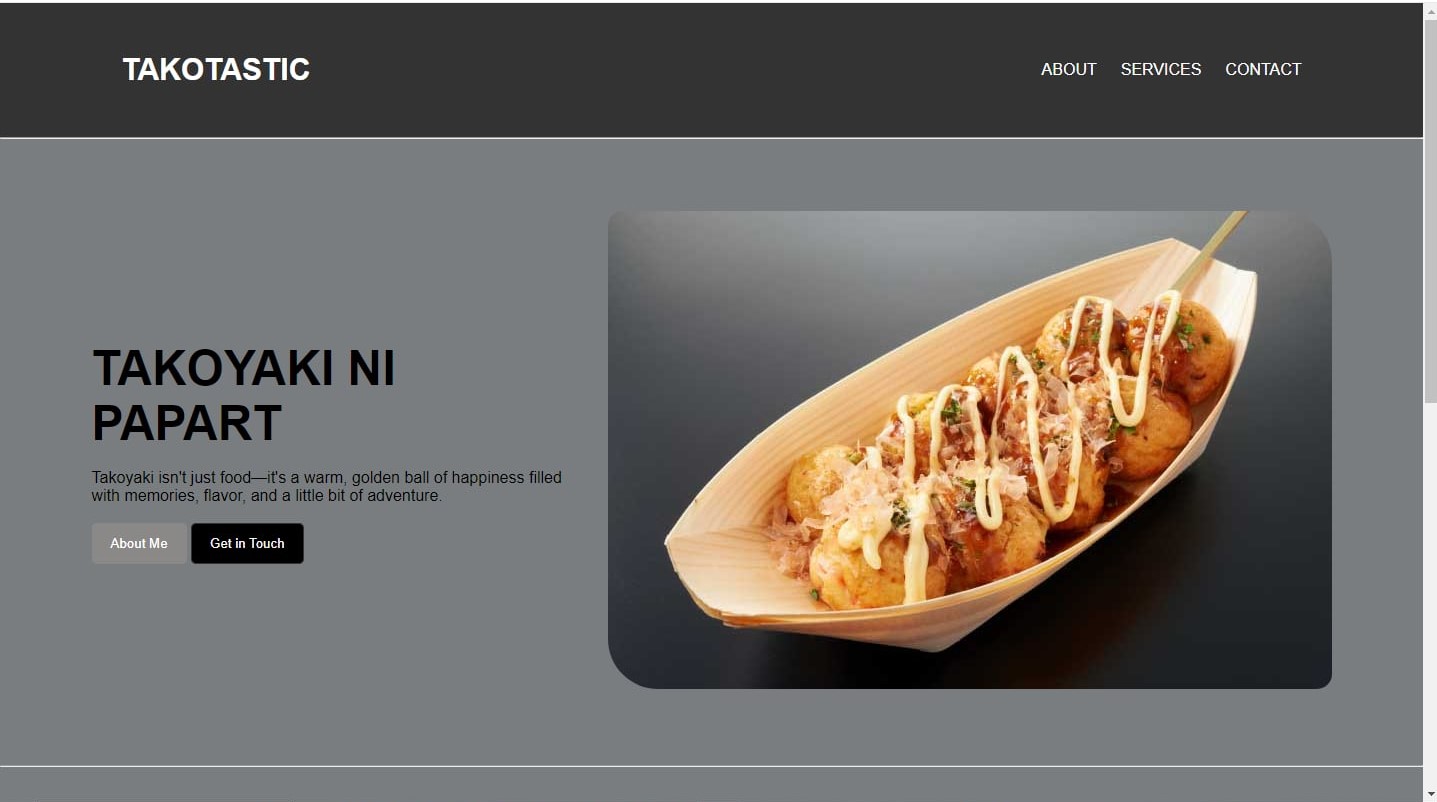 TAKOTASTIC
ABOUT SERVICES CONTACT
TAKOYAKI NI
PAPART
Takoyaki isn't just food—it's a warm, golden ball of happiness filled
with memories, flavor, and a little bit of adventure.
About Me Get in Touch